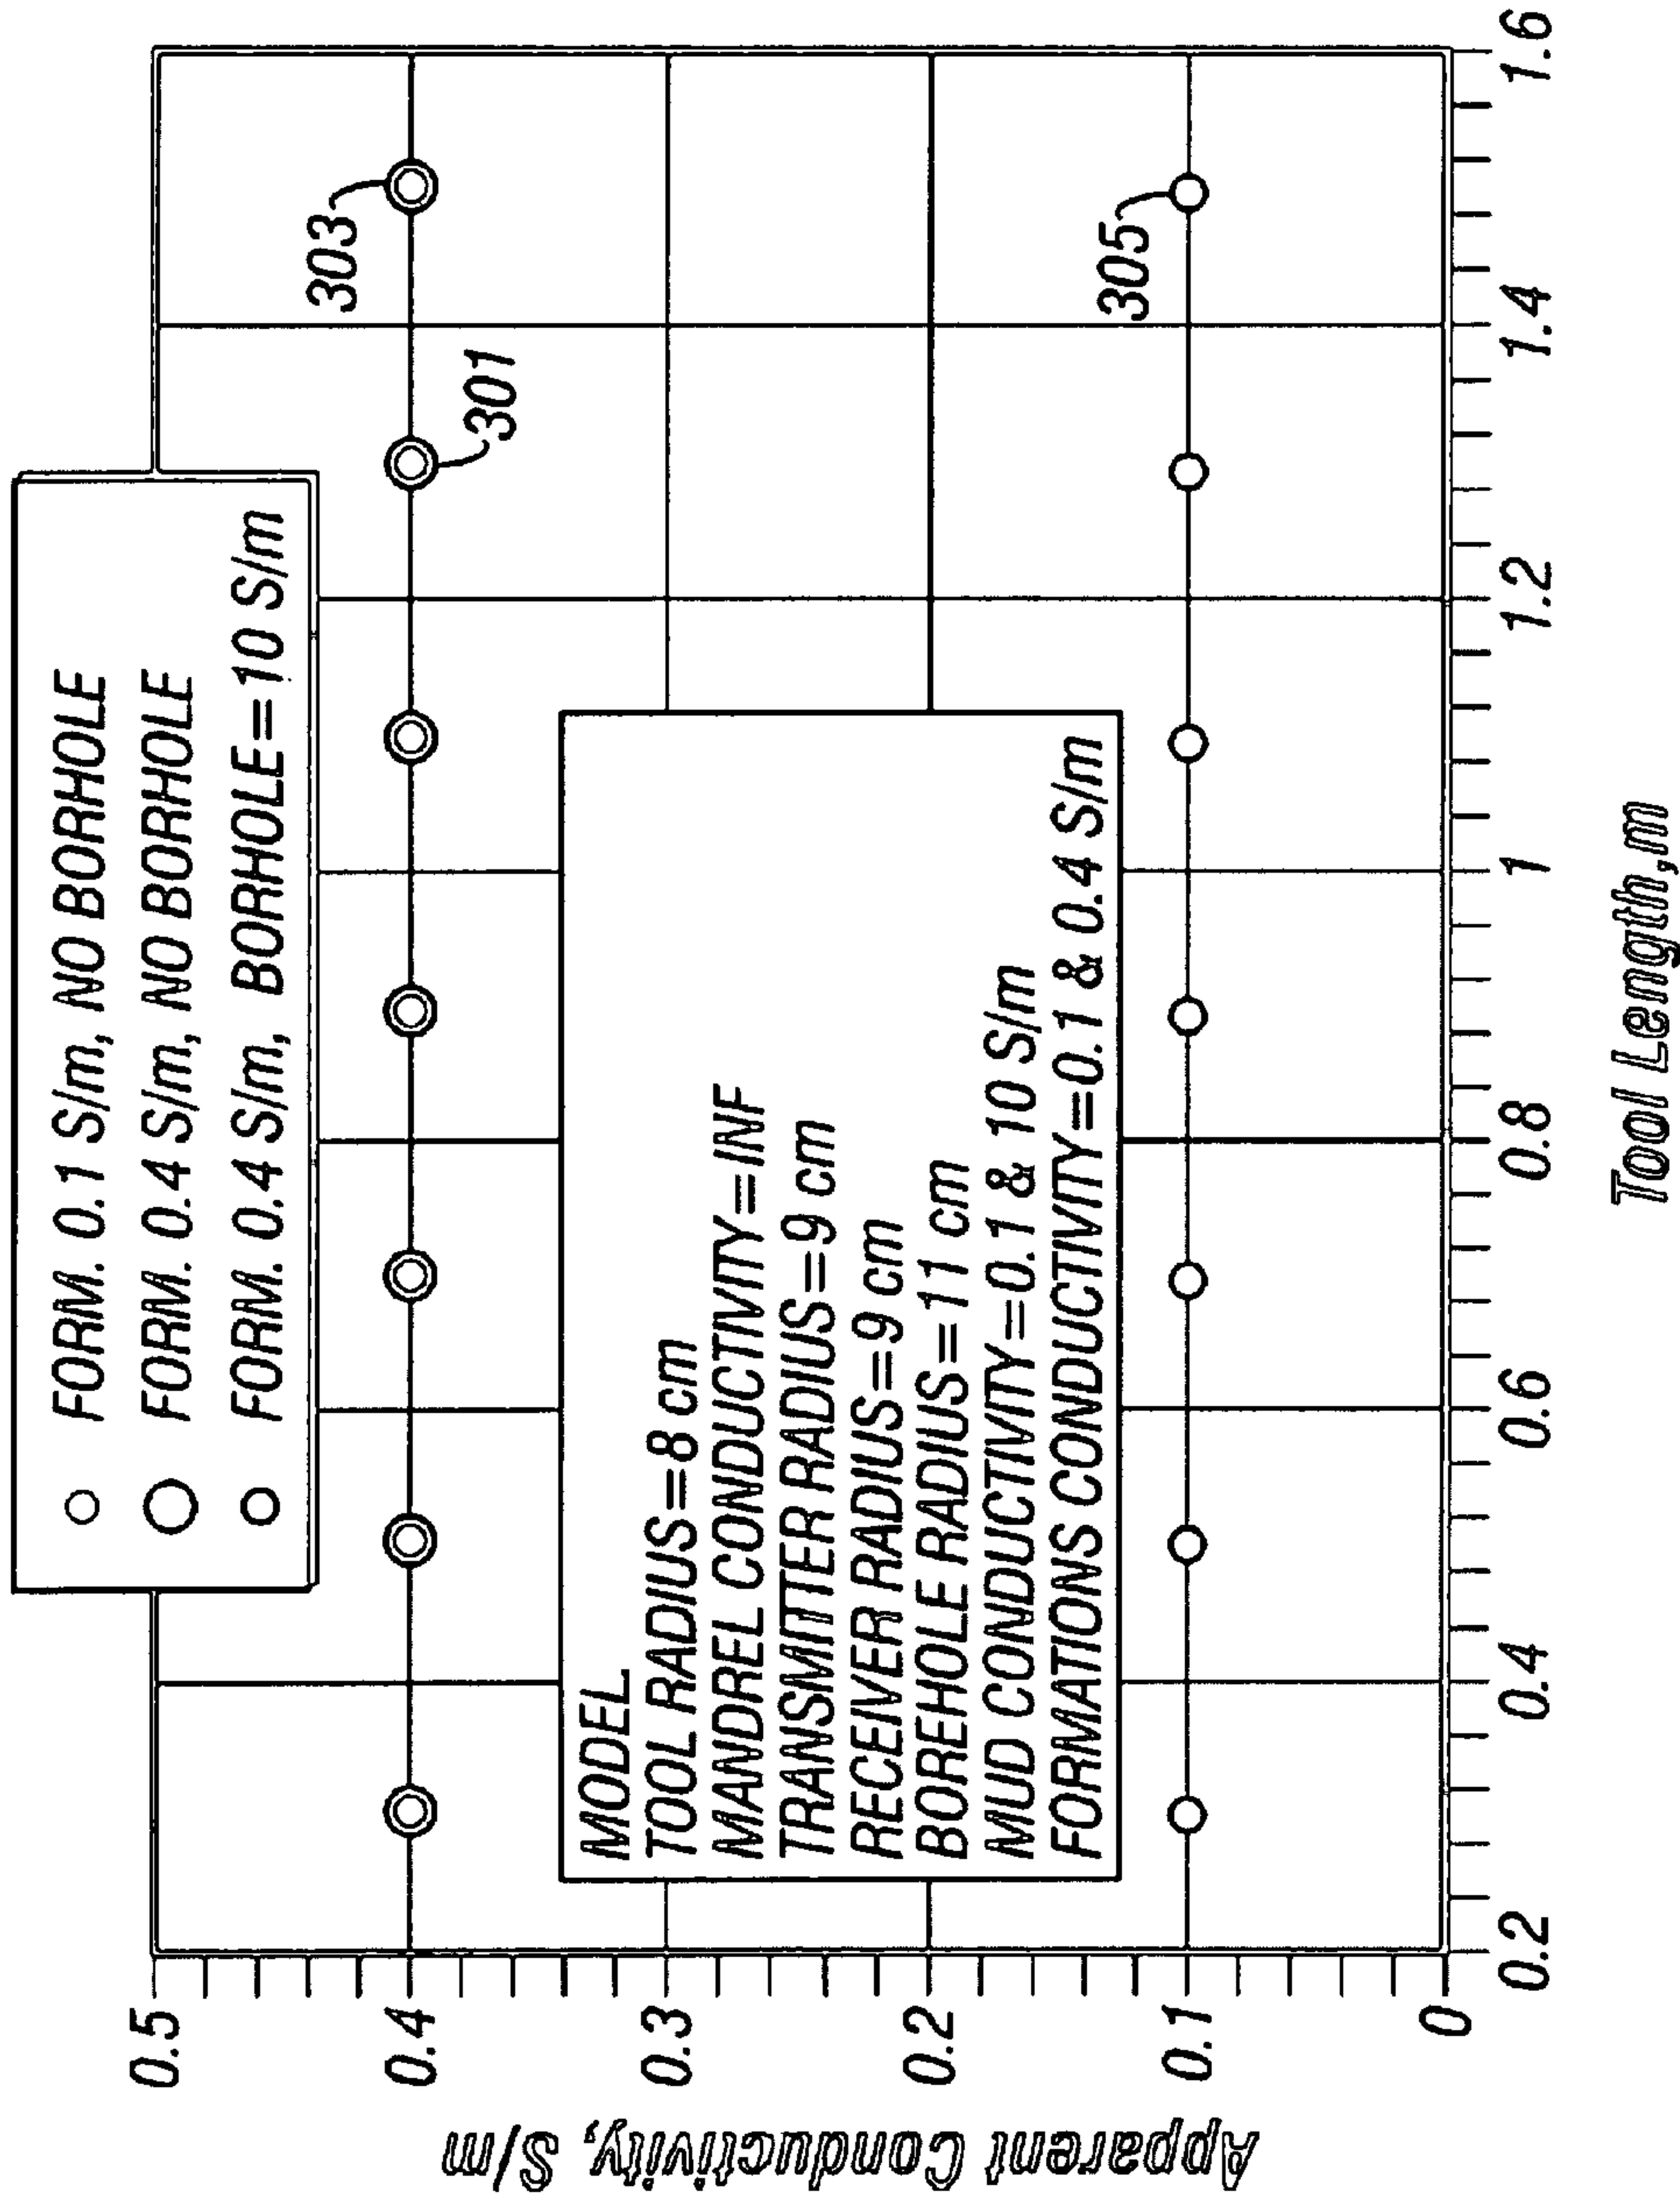 FORM. 0.1 S/m, NO BORHOLE
FORM. 0.4 S/m, NO BORHOLE
FORM. 0.4 S/m, BORHOLE=10 S/m
303
301
305
MODEL
TOOL RADIUS=8 cm
MANDREL CONDUCTIVITY=INF
TRANSMITTER RADIUS=9 cm
RECEIVER RADIUS=9 cm
BOREHOLE RADIUS=11 cm
MUD CONDUCTIVITY=0.1 & 10 S/m
FORMATIONS CONDUCTIVITY=0.1 & 0.4 S/m
Apparent Conductivity, S/m
0.5
0.4
0.3
0.2
0.1
0
0.2
0.4
0.6
0.8
1
1.2
1.4
1.6
Tool Length,m